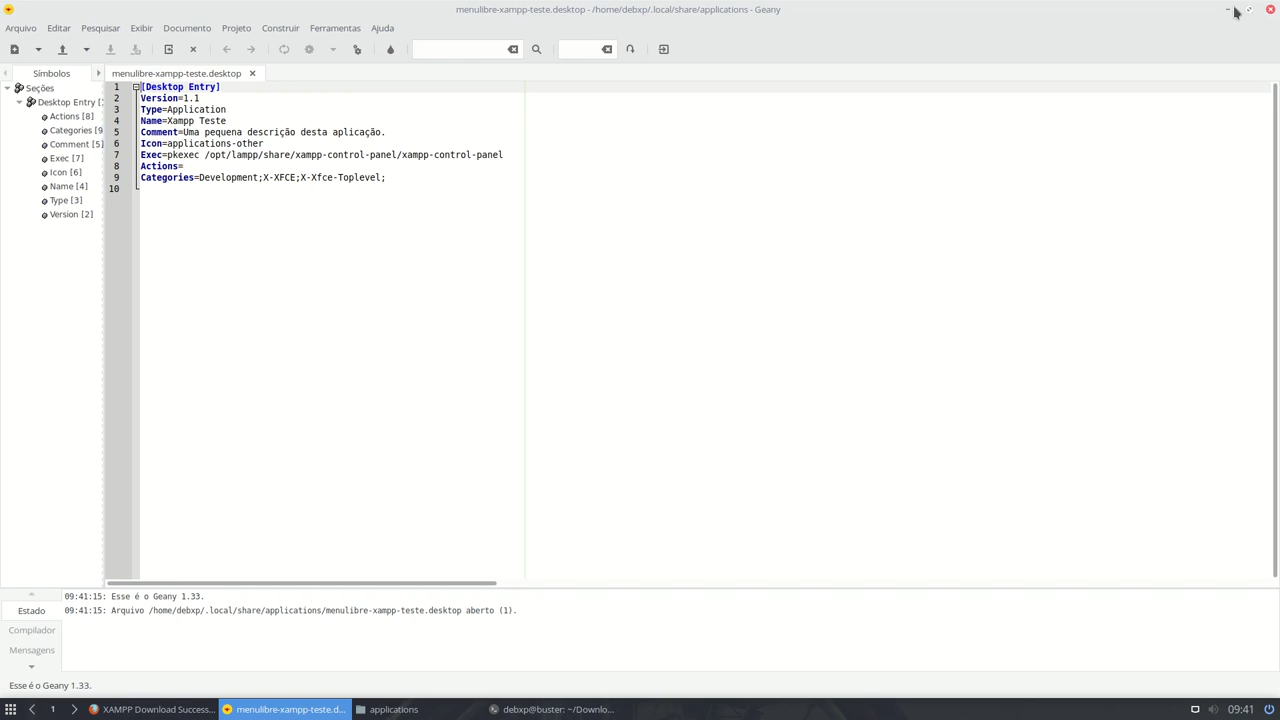 menulibre-xampp-teste.desktop - /home/debxp/.local/share/applications - Geany
Arquivo Editar Pesquisar Exibir Documento Projeto Construir Ferramentas Ajuda
Símbolos
menulibre-xampp-teste.desktop
Seções
Desktop Entry [
Actions [8]
Categories [9
Comment [5]
Exec [7]
Icon [6]
Name [4]
Type [3]
Version [2]
1 [Desktop Entry]
2 Version=1.1
3 Type=Application
4 Name=Xampp Teste
5 Comment=Uma pequena descrição desta aplicação.
6 Icon=applications-other
7 Exec=pkexec /opt/lampp/share/xampp-control-panel/xampp-control-panel
8 Actions=
9 Categories=Development;X-XFCE;X-Xfce-Toplevel;
10
Estado
Compilador
Mensagens
09:41:15: Esse é o Geany 1.33.
09:41:15: Arquivo /home/debxp/.local/share/applications/menulibre-xampp-teste.desktop aberto (1).
Esse é o Geany 1.33.
1 XAMPP Download Success... menulibre-xampp-teste.d... applications debxp@buster: ~/Downlo... 09:41